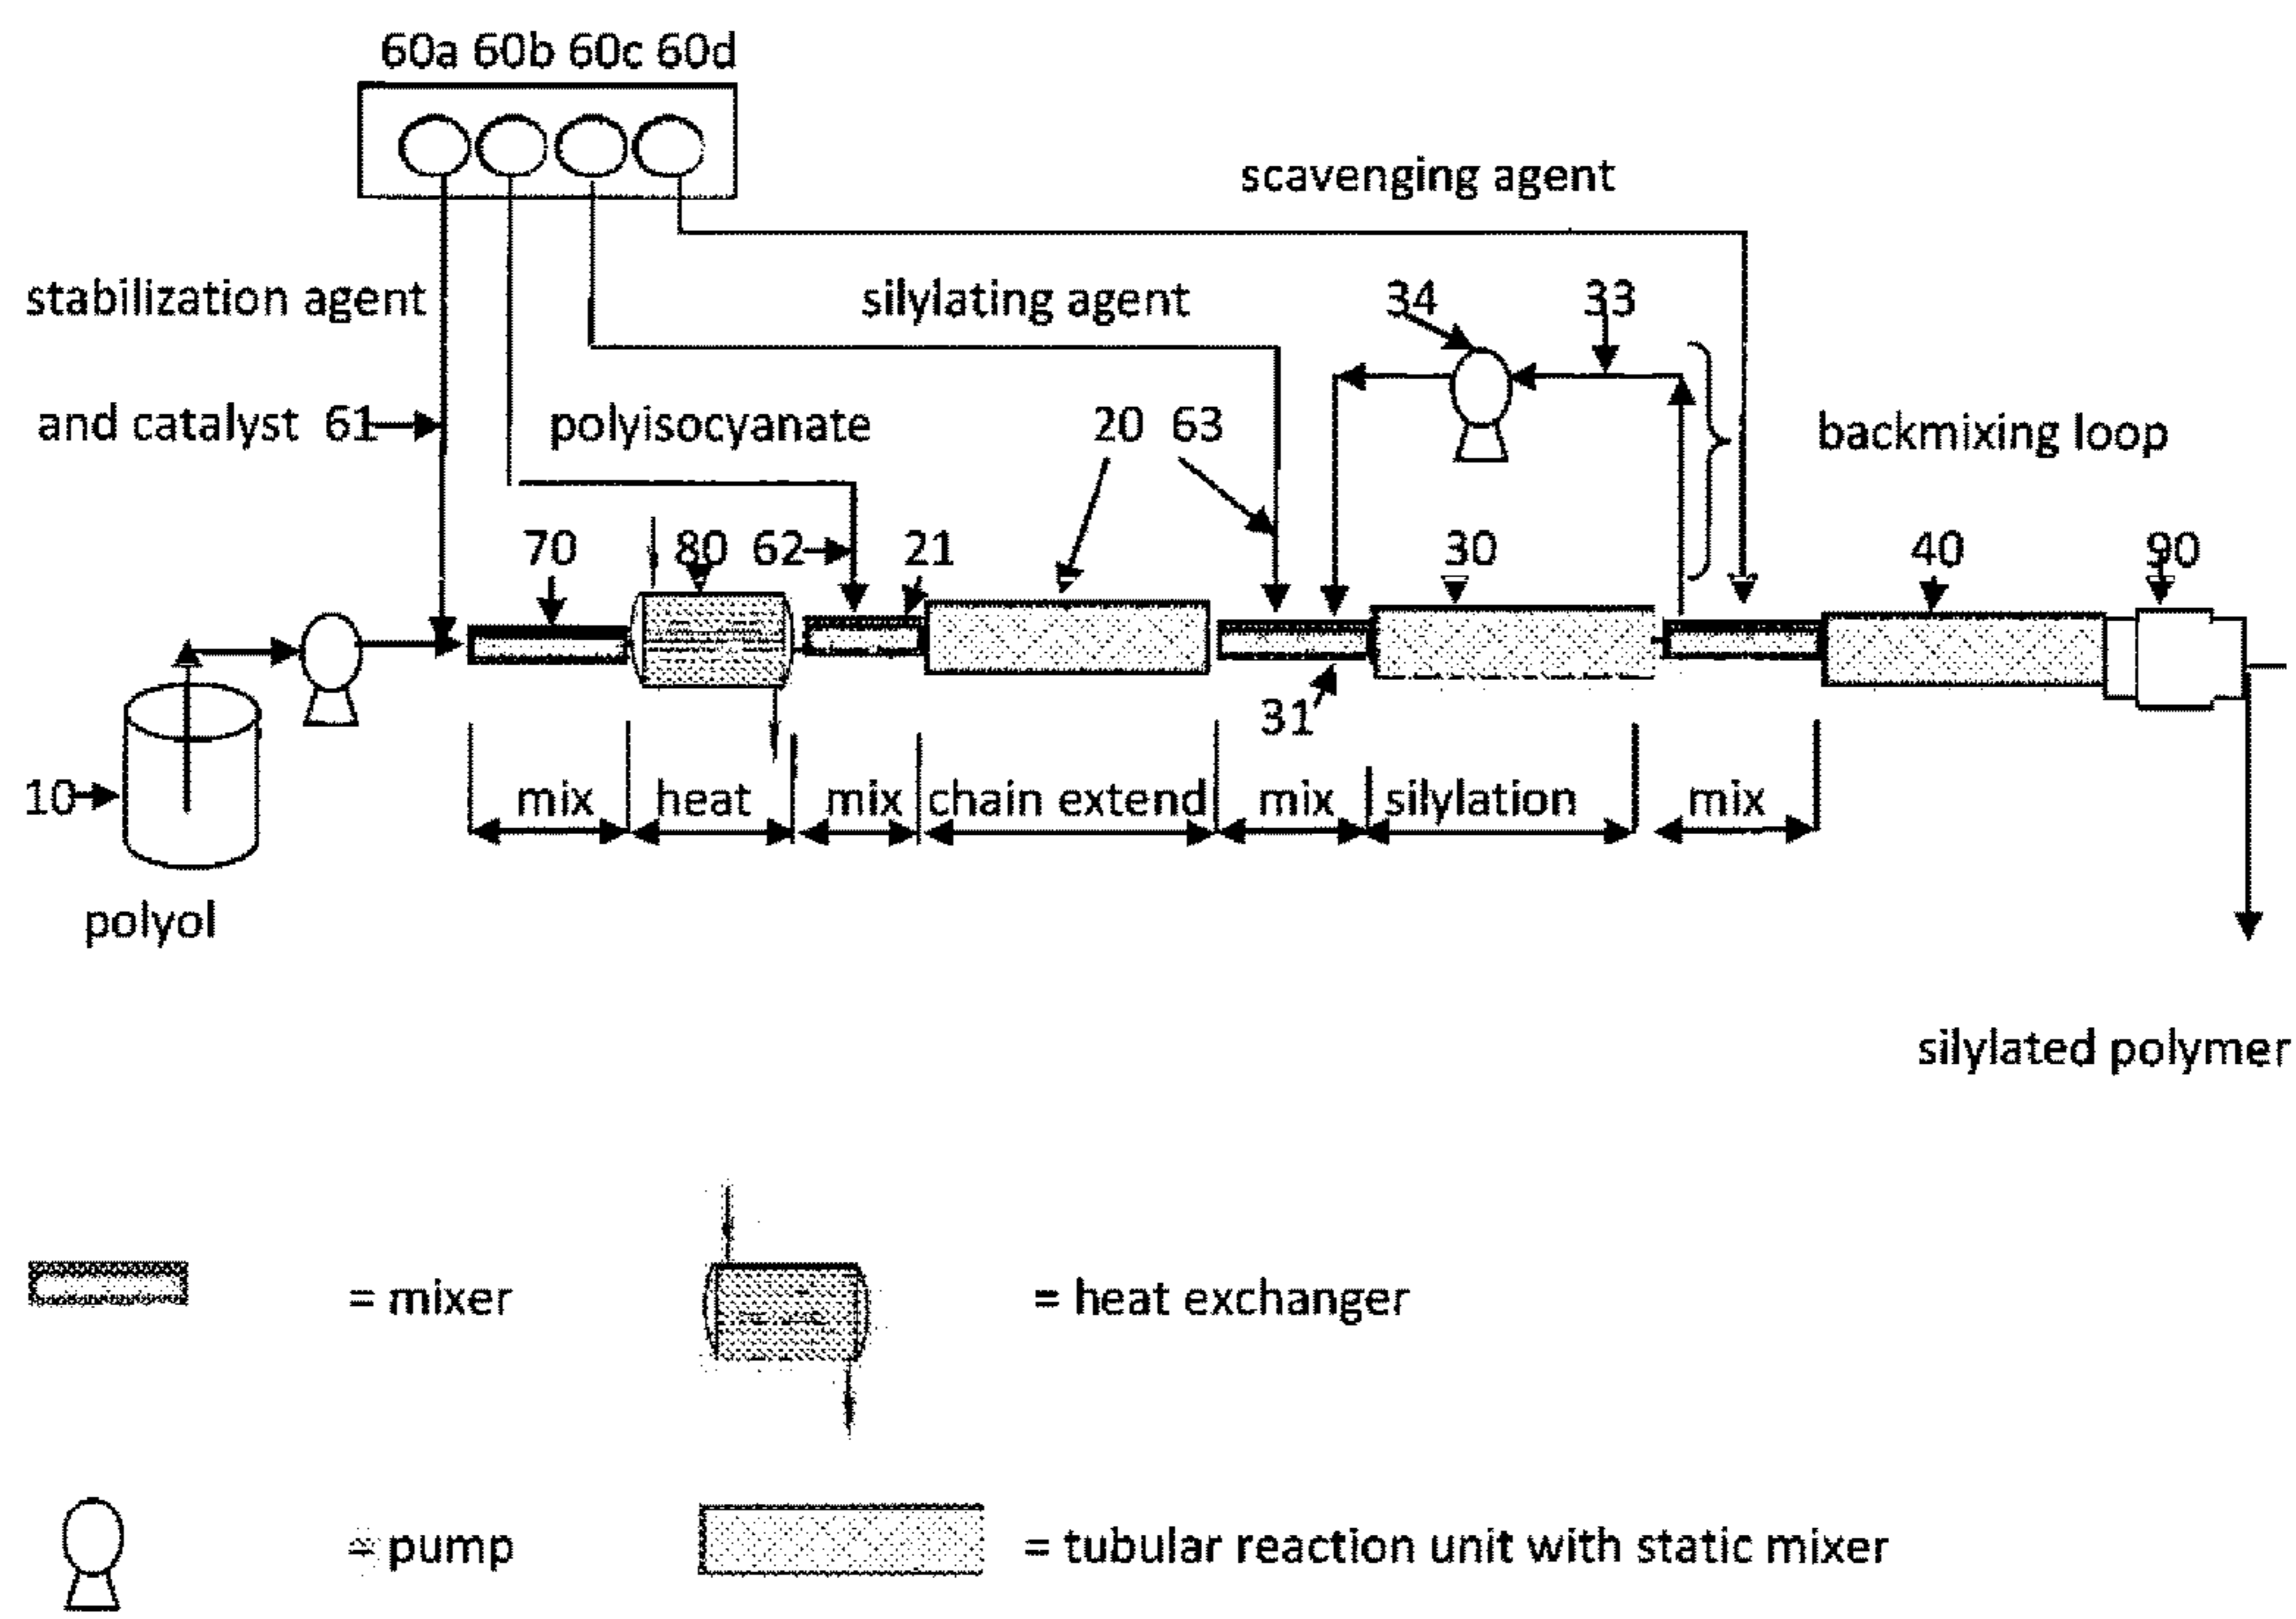 60a 60b 60c 60d
scavenging agent
stabilization agent
silylating agent
34
33
and catalyst 61
polyisocyanate
20 63
backmixing loop
70
80
62
21
30
40
90
31
10
mix
heat
mix
chain extend
mix
silylation
mix
polyol
silylated polymer
= mixer
= heat exchanger
= pump
= tubular reaction unit with static mixer